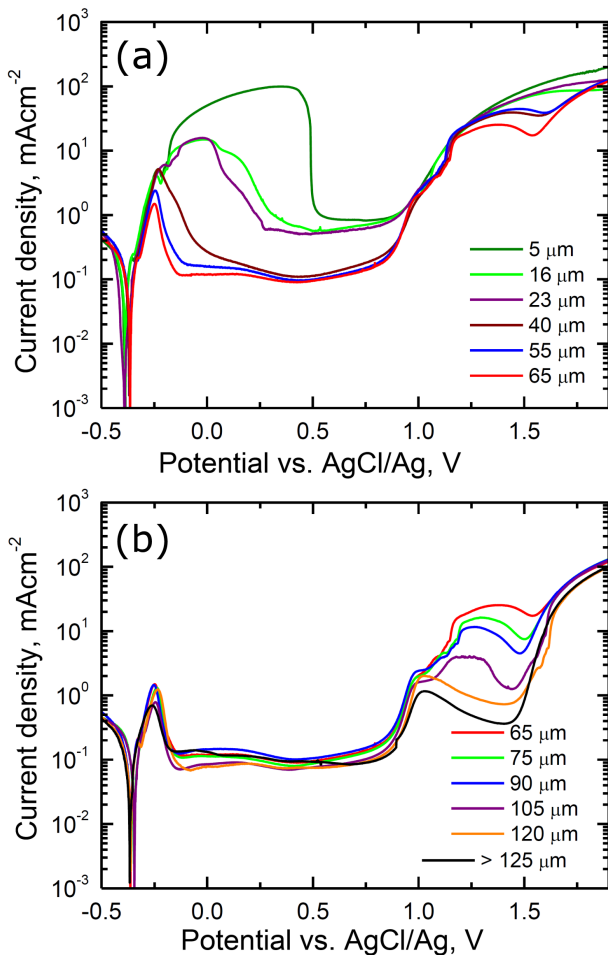 (a)
Current density, mAcm⁻²
10³
10²
10¹
10⁰
10⁻¹
10⁻²
10⁻³
5 μm
16 μm
23 μm
40 μm
55 μm
65 μm
-0.5 0.0 0.5 1.0 1.5
Potential vs. AgCl/Ag, V
(b)
Current density, mAcm⁻²
10³
10²
10¹
10⁰
10⁻¹
10⁻²
10⁻³
65 μm
75 μm
90 μm
105 μm
120 μm
> 125 μm
-0.5 0.0 0.5 1.0 1.5
Potential vs. AgCl/Ag, V